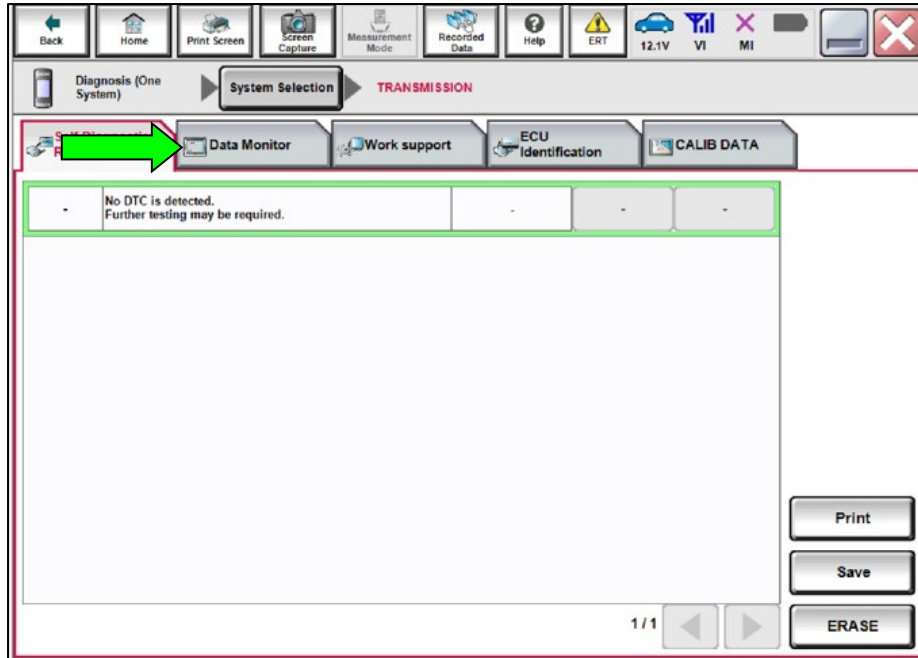 Back
Home
Print Screen
Screen
Capture
Measurement
Mode
Recorded
Data
Help
ERT
12.1V
VI
MI
Diagnosis (One
System)
System Selection
TRANSMISSION
Data Monitor
Work support
ECU
Identification
CALIB DATA
-
No DTC is detected.
Further testing may be required.
-
-
-
Print
Save
1/1
ERASE